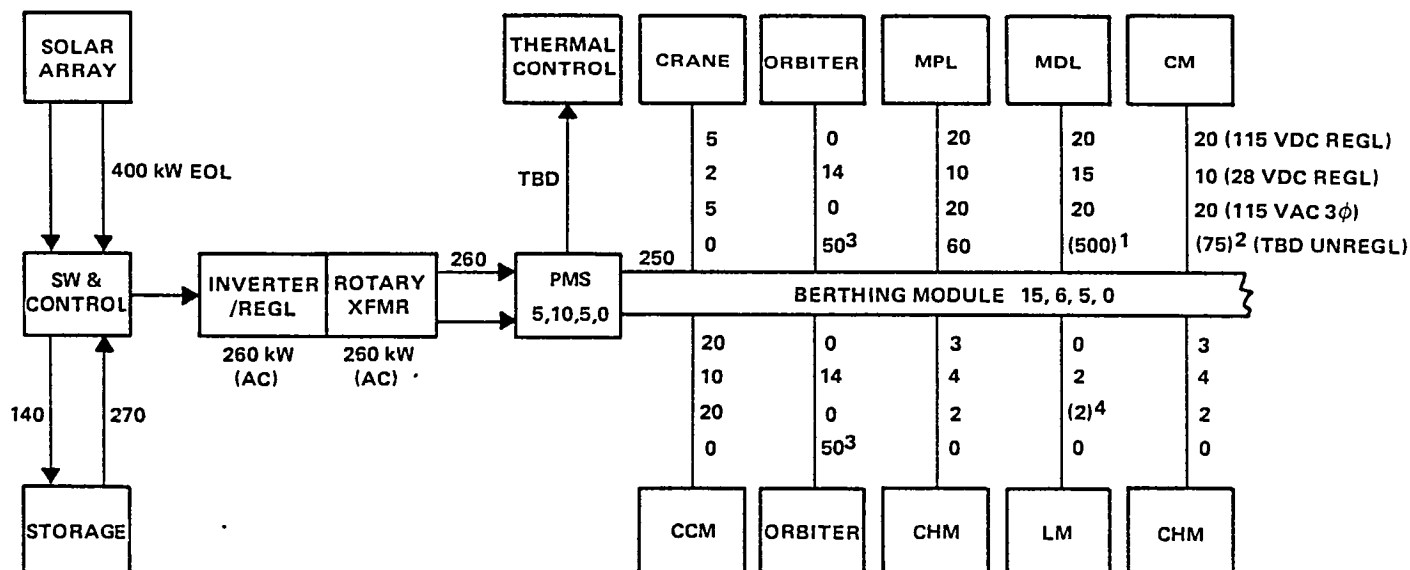 SOLAR
ARRAY
THERMAL
CONTROL
CRANE
ORBITER
MPL
MDL
CM
400 kW EOL
TBD
5
0
20
20
20 (115 VDC REGL)
2
14
10
15
10 (28 VDC REGL)
5
0
20
20
20 (115 VAC 3ϕ)
0
50³
60
(500)¹
(75)² (TBD UNREGL)
SW &
CONTROL
INVERTER
/REGL
ROTARY
XFMR
260
PMS
5,10,5,0
250
BERTHING MODULE 15, 6, 5, 0
260 kW
(AC)
260 kW
(AC)
140
270
20
0
3
0
3
10
14
4
2
4
20
0
2
(2)⁴
2
0
50³
0
0
0
STORAGE
CCM
ORBITER
CHM
LM
CHM